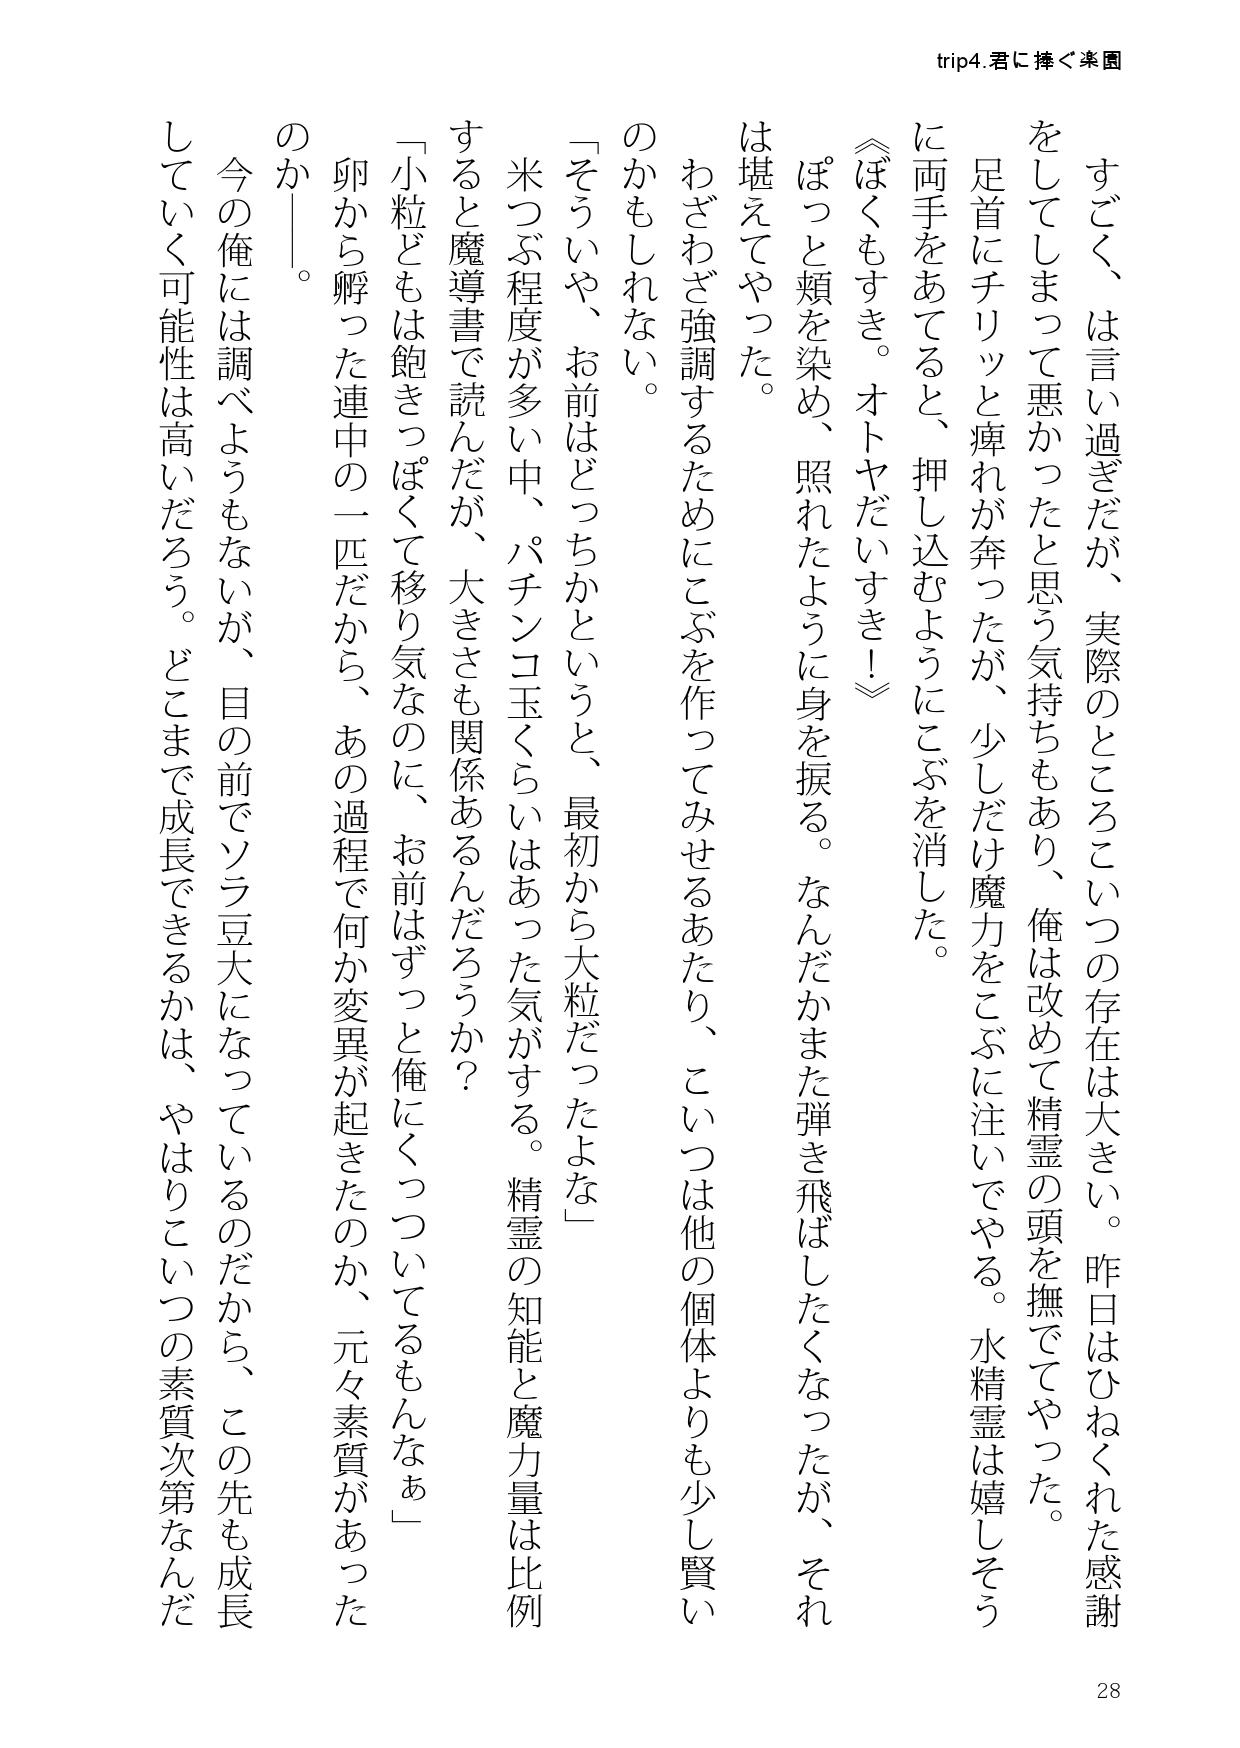 trip4.君に捧ぐ楽園
すごく、は言い過ぎだが、実際のところこいつの存在は大きい。昨日はひねくれた感謝
をしてしまって悪かったと思う気持ちもあり、俺は改めて精霊の頭を撫でてやった。
足首にチリッと痺れが奔ったが、少しだけ魔力をこぶに注いでやる。水精霊は嬉しそう
に両手をあてると、押し込むようにこぶを消した。
《ぼくもすき。オトヤだいすき！》
ぽっと頬を染め、照れたように身を捩る。なんだかまた弾き飛ばしたくなったが、それ
は堪えてやった。
わざわざ強調するためにこぶを作ってみせるあたり、こいつは他の個体よりも少し賢い
のかもしれない。
「そういや、お前はどっちかというと、最初から大粒だったよな」
米つぶ程度が多い中、パチンコ玉くらいはあった気がする。精霊の知能と魔力量は比例
すると魔導書で読んだが、大きさも関係あるんだろうか？
「小粒どもは飽きっぽくて移り気なのに、お前はずっと俺にくっついてるもんなぁ」
卵から孵った連中の一匹だから、あの過程で何か変異が起きたのか、元々素質があった
のか――。
今の俺には調べようもないが、目の前でソラ豆大になっているのだから、この先も成長
していく可能性は高いだろう。どこまで成長できるかは、やはりこいつの素質次第なんだ
28